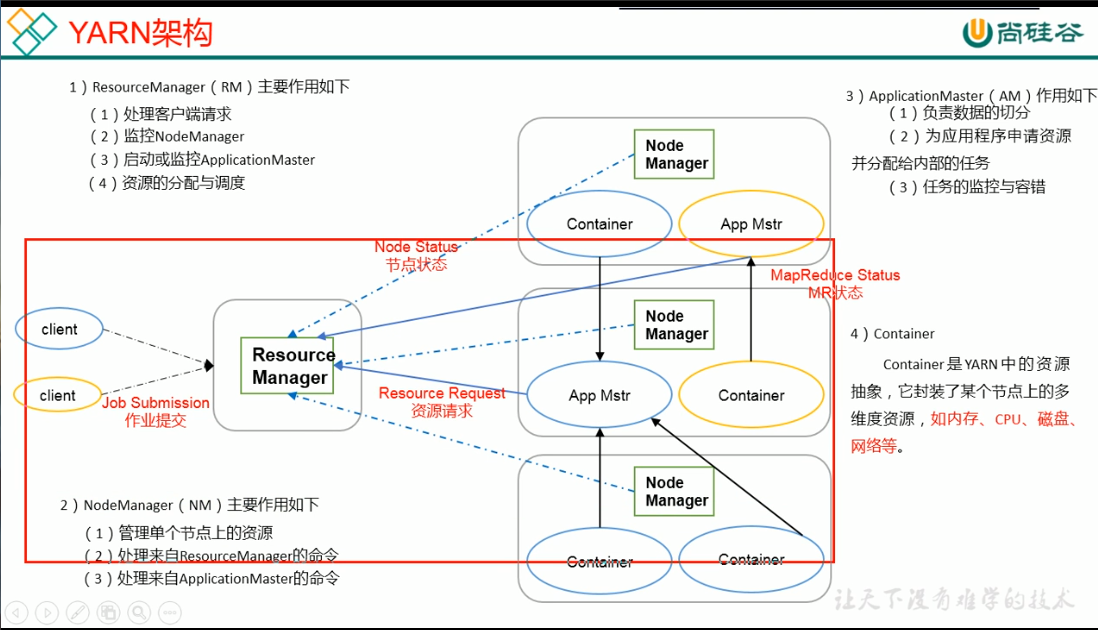 YARN架构
尚硅谷
1）ResourceManager（RM）主要作用如下
（1）处理客户端请求
（2）监控NodeManager
（3）启动或监控ApplicationMaster
（4）资源的分配与调度
3）ApplicationMaster（AM）作用如下
（1）负责数据的切分
（2）为应用程序申请资源
并分配给内部的任务
（3）任务的监控与容错
Node
Manager
Container
App Mstr
Node Status
节点状态
MapReduce Status
MR状态
client
client
Job Submission
作业提交
Resource
Manager
Resource Request
资源请求
Node
Manager
App Mstr
Container
4）Container
Container是YARN中的资源
抽象，它封装了某个节点上的多
维度资源，如内存、CPU、磁盘、
网络等。
Node
Manager
Container
Container
2）NodeManager（NM）主要作用如下
（1）管理单个节点上的资源
（2）处理来自ResourceManager的命令
（3）处理来自ApplicationMaster的命令
让天下没有难学的技术